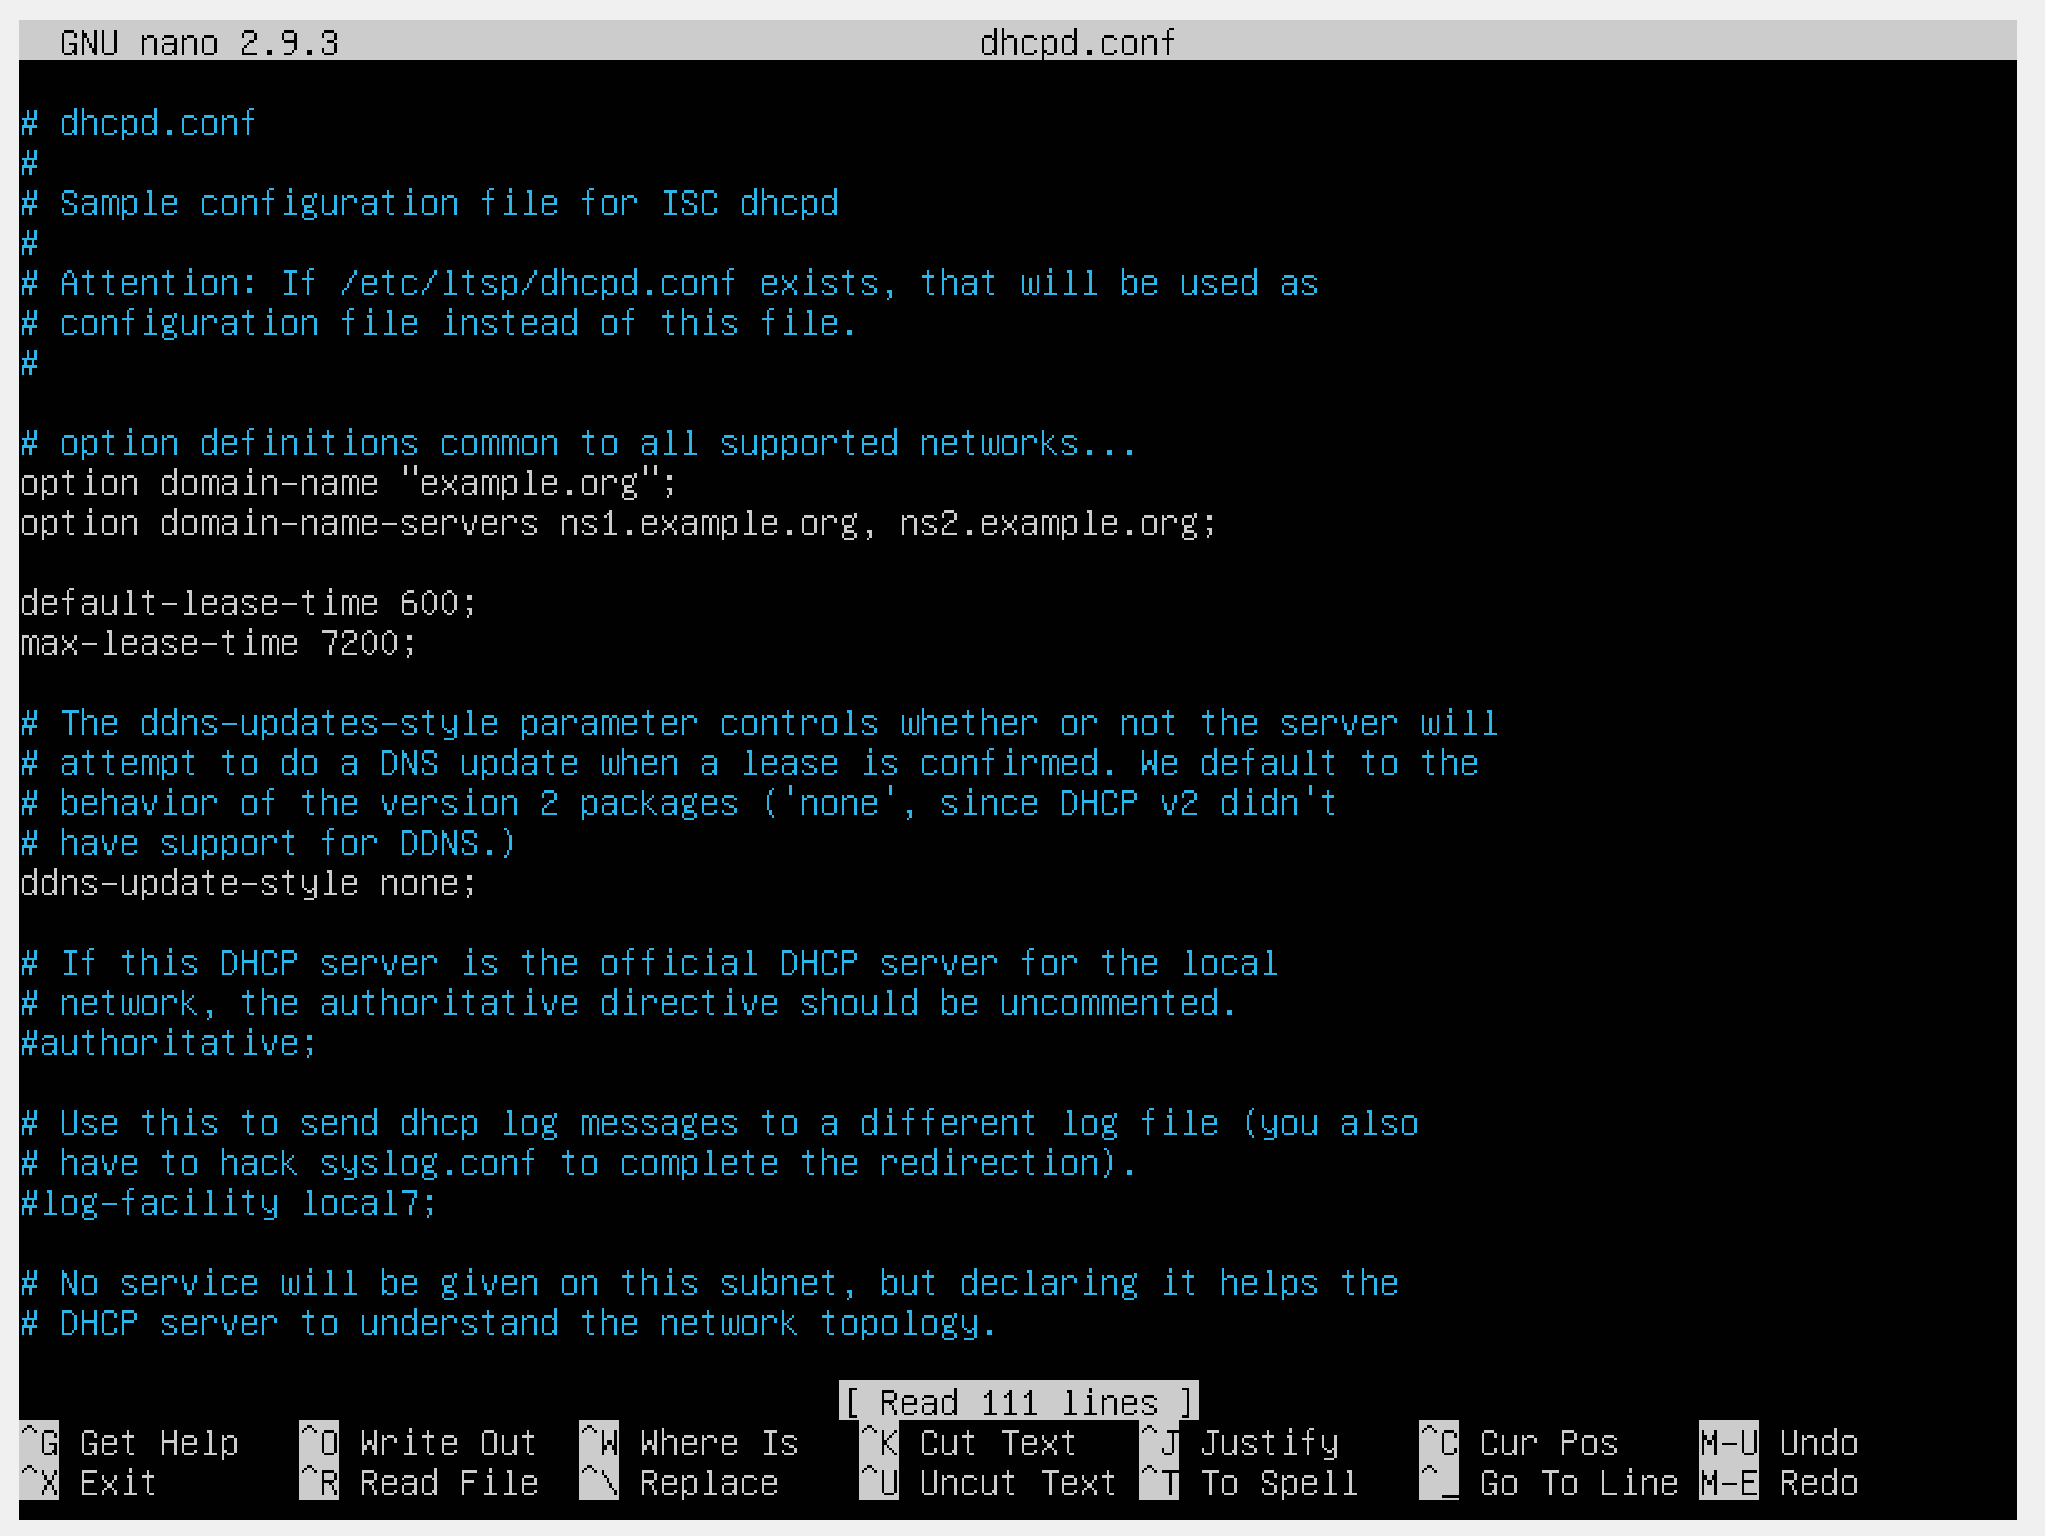 GNU nano 2.9.3 dhcpd.conf
# dhcpd.conf
#
# Sample configuration file for ISC dhcpd
#
# Attention: If /etc/ltsp/dhcpd.conf exists, that will be used as
# configuration file instead of this file.
#
# option definitions common to all supported networks...
option domain-name "example.org";
option domain-name-servers ns1.example.org, ns2.example.org;
default-lease-time 600;
max-lease-time 7200;
# The ddns-updates-style parameter controls whether or not the server will
# attempt to do a DNS update when a lease is confirmed. We default to the
# behavior of the version 2 packages ('none', since DHCP v2 didn't
# have support for DDNS.)
ddns-update-style none;
# If this DHCP server is the official DHCP server for the local
# network, the authoritative directive should be uncommented.
#authoritative;
# Use this to send dhcp log messages to a different log file (you also
# have to hack syslog.conf to complete the redirection).
#log-facility local7;
# No service will be given on this subnet, but declaring it helps the
# DHCP server to understand the network topology.
[ Read 111 lines ]
^G Get Help ^O Write Out ^W Where Is ^K Cut Text ^J Justify ^C Cur Pos M-U Undo
^X Exit ^R Read File ^\ Replace ^U Uncut Text ^T To Spell ^_ Go To Line M-E Redo